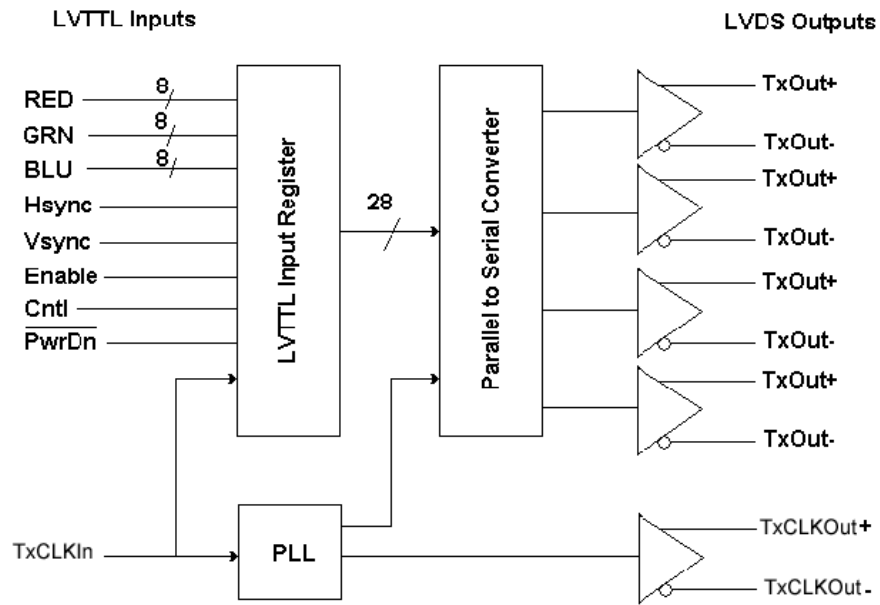 LVTTL Inputs
LVDS Outputs
RED
8
GRN
8
BLU
8
Hsync
Vsync
Enable
Cntl
PwrDn
LVTTL Input Register
28
Parallel to Serial Converter
TxOut+
TxOut-
TxOut+
TxOut-
TxOut+
TxOut-
TxOut+
TxOut-
TxCLKIn
PLL
TxCLKOut+
TxCLKOut-